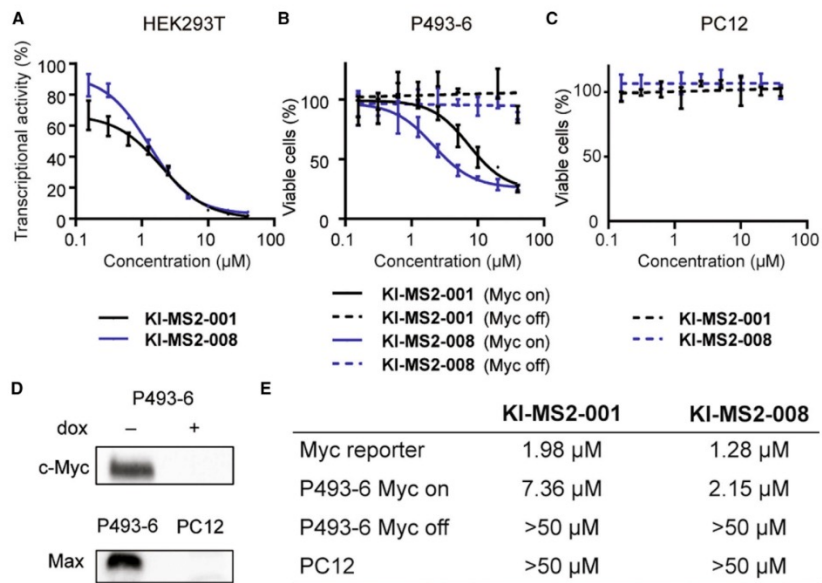 A
HEK293T
Transcriptional activity (%)
100
80
60
40
20
0
0.1
1
10
100
Concentration (µM)
KI-MS2-001
KI-MS2-008
B
P493-6
Viable cells (%)
100
50
0
0.1
1
10
100
Concentration (µM)
KI-MS2-001 (Myc on)
KI-MS2-001 (Myc off)
KI-MS2-008 (Myc on)
KI-MS2-008 (Myc off)
C
PC12
Viable cells (%)
100
50
0
0.1
1
10
100
Concentration (µM)
KI-MS2-001
KI-MS2-008
D
P493-6
dox – +
c-Myc
P493-6 PC12
Max
E
KI-MS2-001 KI-MS2-008
Myc reporter 1.98 µM 1.28 µM
P493-6 Myc on 7.36 µM 2.15 µM
P493-6 Myc off >50 µM >50 µM
PC12 >50 µM >50 µM